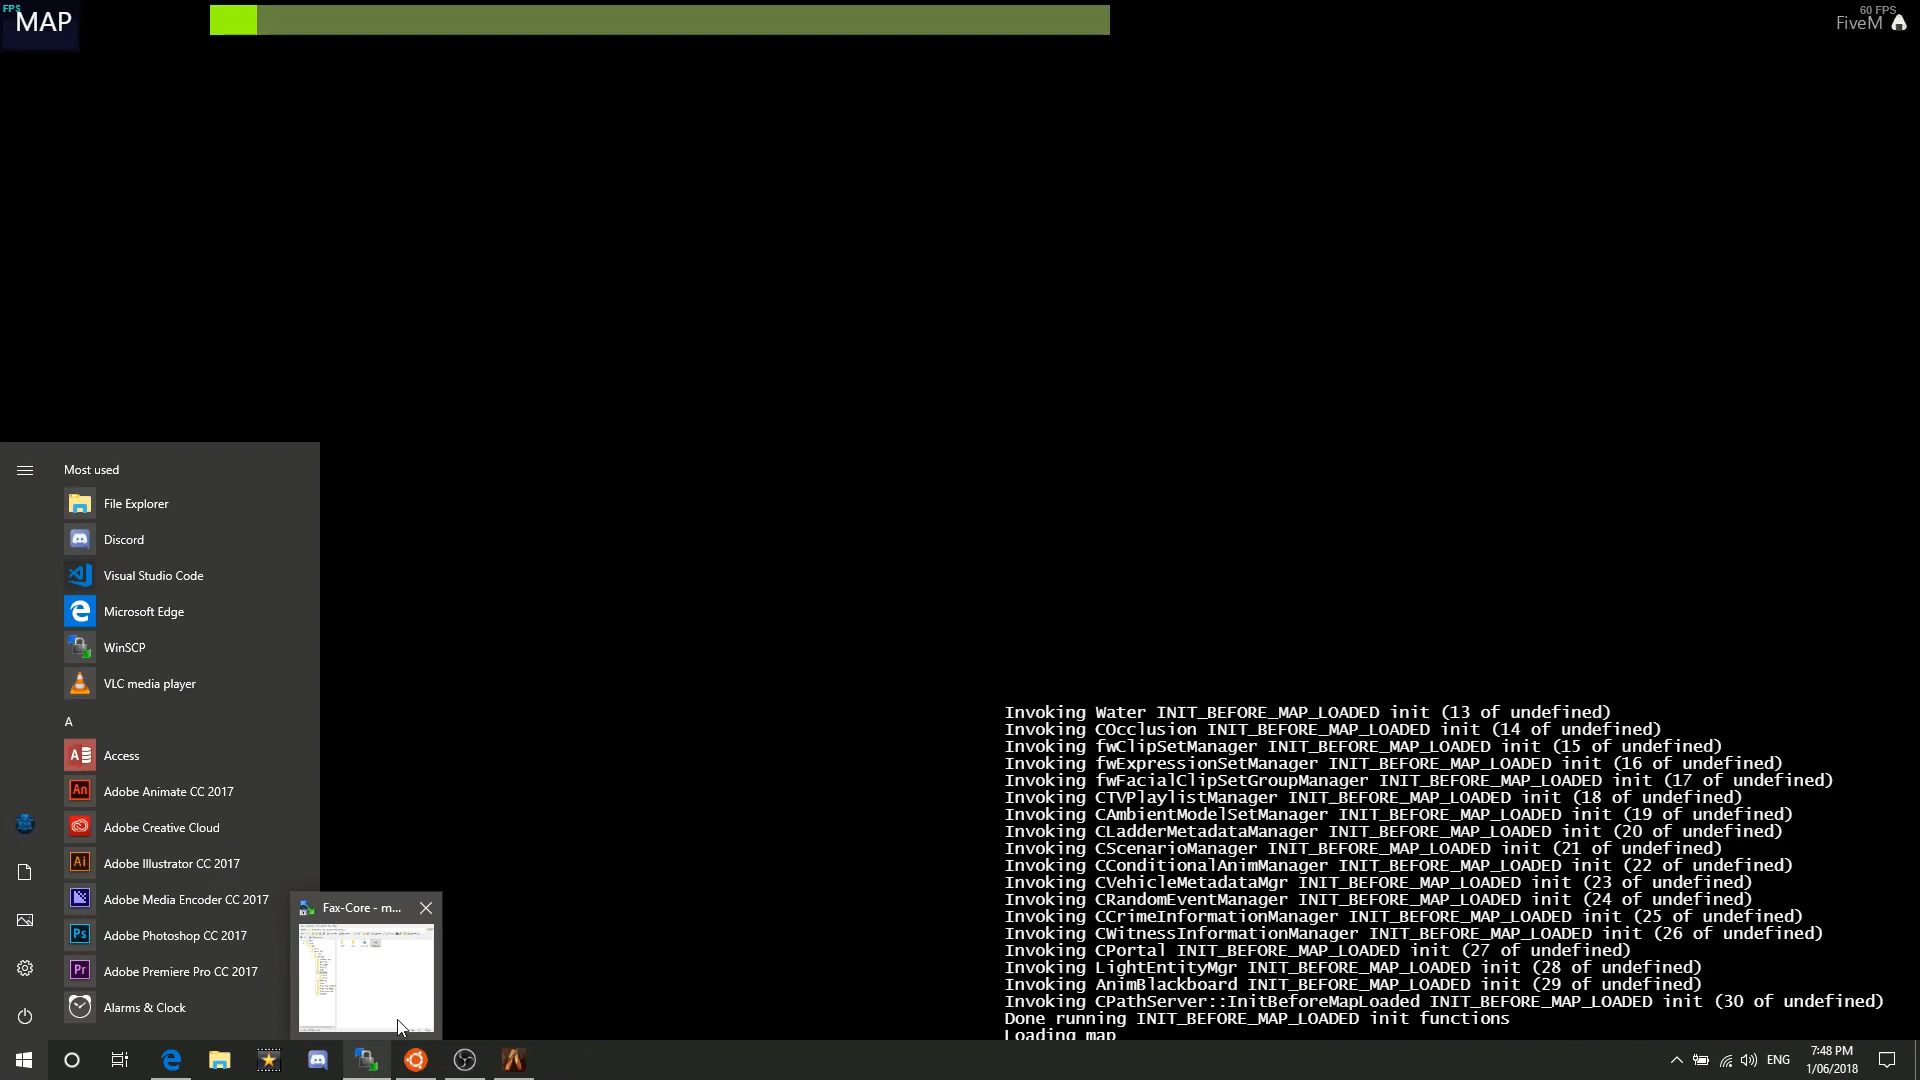 FPS
MAP
60 FPS
FiveM
Most used
File Explorer
Discord
Visual Studio Code
Microsoft Edge
WinSCP
VLC media player
A
Access
Adobe Animate CC 2017
Adobe Creative Cloud
Adobe Illustrator CC 2017
Adobe Media Encoder CC 2017
Adobe Photoshop CC 2017
Adobe Premiere Pro CC 2017
Alarms & Clock
Fax-Core - m...
Invoking Water INIT_BEFORE_MAP_LOADED init (13 of undefined)
Invoking COcclusion INIT_BEFORE_MAP_LOADED init (14 of undefined)
Invoking fwClipSetManager INIT_BEFORE_MAP_LOADED init (15 of undefined)
Invoking fwExpressionSetManager INIT_BEFORE_MAP_LOADED init (16 of undefined)
Invoking fwFacialClipSetGroupManager INIT_BEFORE_MAP_LOADED init (17 of undefined)
Invoking CTVPlaylistManager INIT_BEFORE_MAP_LOADED init (18 of undefined)
Invoking CAmbientModelSetManager INIT_BEFORE_MAP_LOADED init (19 of undefined)
Invoking CLadderMetadataManager INIT_BEFORE_MAP_LOADED init (20 of undefined)
Invoking CScenarioManager INIT_BEFORE_MAP_LOADED init (21 of undefined)
Invoking CConditionalAnimManager INIT_BEFORE_MAP_LOADED init (22 of undefined)
Invoking CVehicleMetadataMgr INIT_BEFORE_MAP_LOADED init (23 of undefined)
Invoking CRandomEventManager INIT_BEFORE_MAP_LOADED init (24 of undefined)
Invoking CCrimeInformationManager INIT_BEFORE_MAP_LOADED init (25 of undefined)
Invoking CWitnessInformationManager INIT_BEFORE_MAP_LOADED init (26 of undefined)
Invoking CPortal INIT_BEFORE_MAP_LOADED init (27 of undefined)
Invoking LightEntityMgr INIT_BEFORE_MAP_LOADED init (28 of undefined)
Invoking AnimBlackboard INIT_BEFORE_MAP_LOADED init (29 of undefined)
Invoking CPathServer::InitBeforeMapLoaded INIT_BEFORE_MAP_LOADED init (30 of undefined)
Done running INIT_BEFORE_MAP_LOADED init functions
Loading map
ENG
7:48 PM
1/06/2018